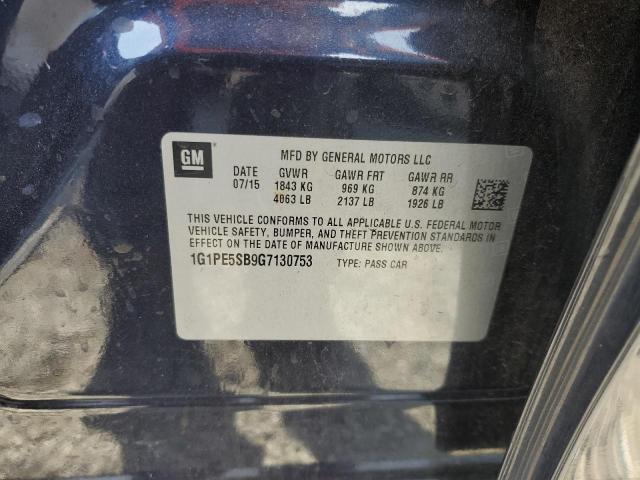 GM
MFD BY GENERAL MOTORS LLC
DATE GVWR GAWR FRT GAWR RR
07/15 1843 KG 969 KG 874 KG
4063 LB 2137 LB 1926 LB
THIS VEHICLE CONFORMS TO ALL APPLICABLE U.S. FEDERAL MOTOR
VEHICLE SAFETY, BUMPER, AND THEFT PREVENTION STANDARDS IN
EFFECT ON THE DATE OF MANUFACTURE SHOWN ABOVE.
1G1PE5SB9G7130753 TYPE: PASS CAR